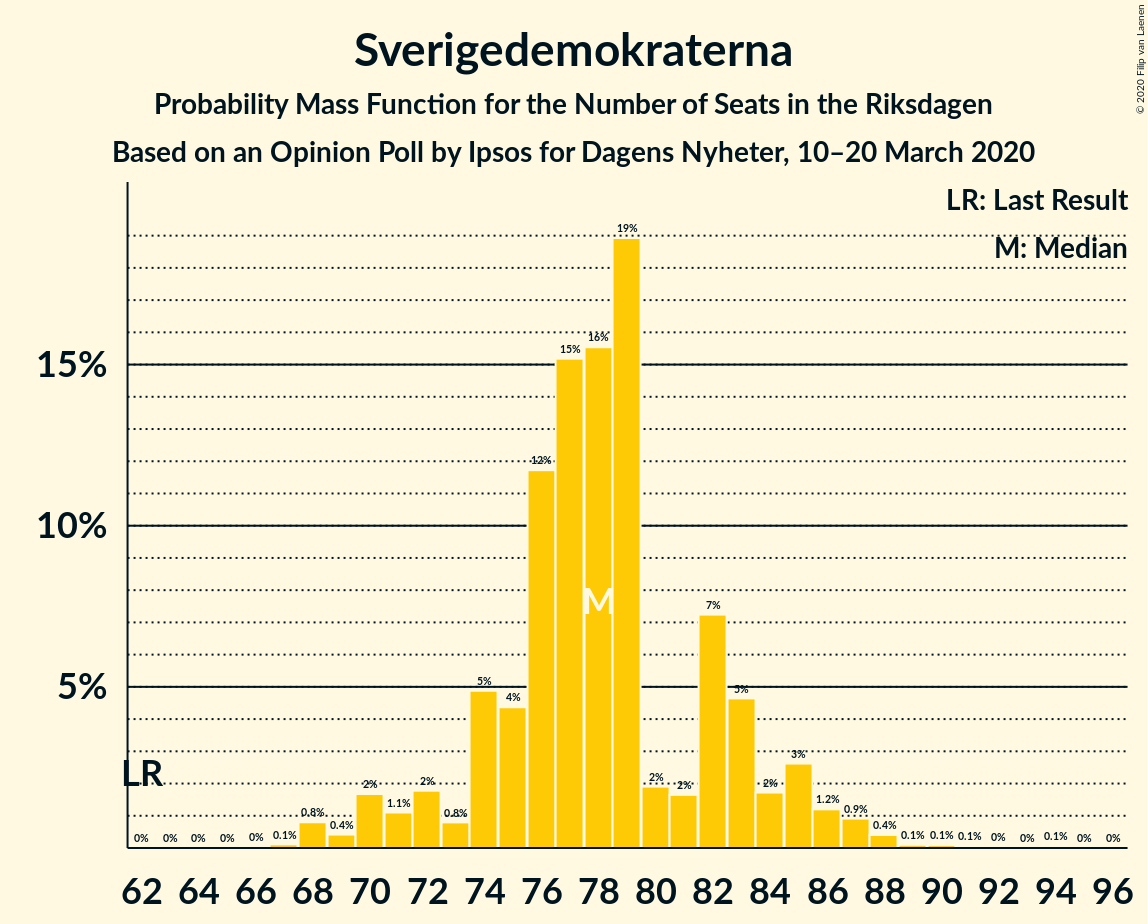 Sverigedemokraterna
Probability Mass Function for the Number of Seats in the Riksdagen
Based on an Opinion Poll by Ipsos for Dagens Nyheter, 10–20 March 2020
© 2020 Filip van Laenen
LR: Last Result
M: Median
15%
10%
5%
LR
M
0% 0% 0% 0% 0% 0.1% 0.8% 0.4% 2% 1.1% 2% 0.8% 5% 4% 12% 15% 16% 19% 2% 2% 7% 5% 2% 3% 1.2% 0.9% 0.4% 0.1% 0.1% 0.1% 0% 0% 0.1% 0% 0%
62 64 66 68 70 72 74 76 78 80 82 84 86 88 90 92 94 96